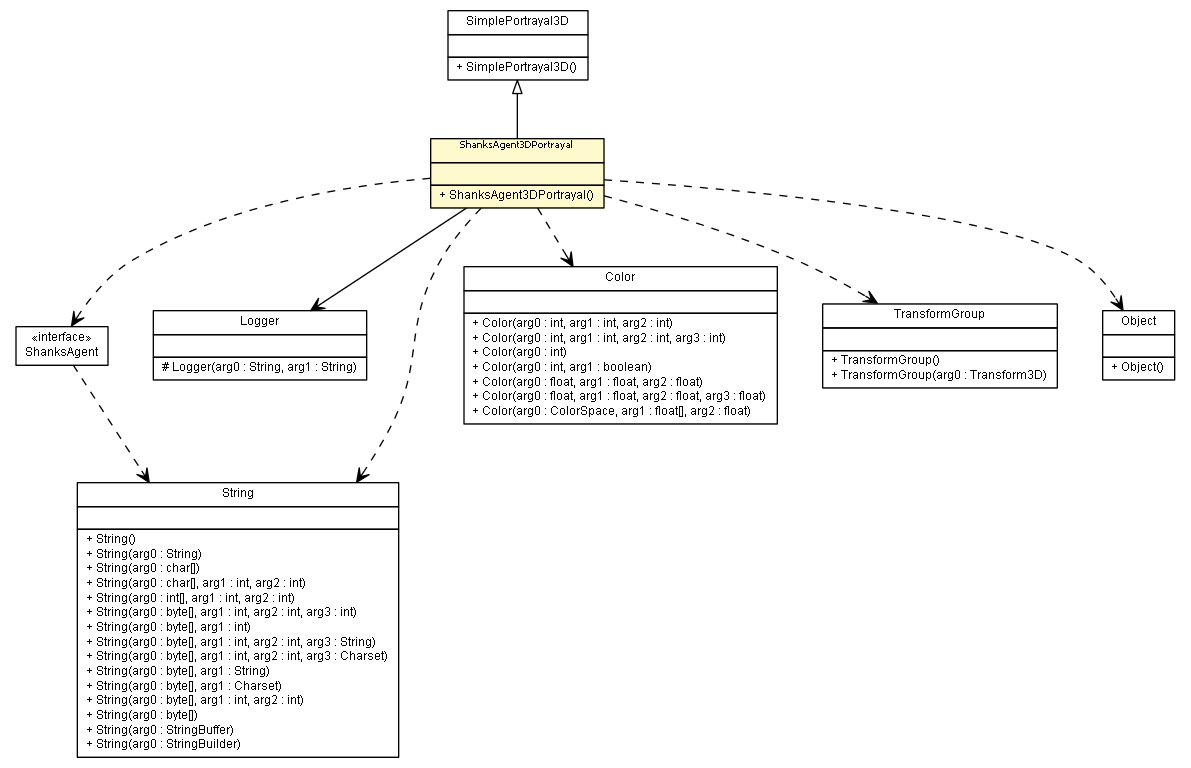 SimplePortrayal3D
+ SimplePortrayal3D()
ShanksAgent3DPortrayal
+ ShanksAgent3DPortrayal()
«interface»
ShanksAgent
Logger
# Logger(arg0 : String, arg1 : String)
Color
+ Color(arg0 : int, arg1 : int, arg2 : int)
+ Color(arg0 : int, arg1 : int, arg2 : int, arg3 : int)
+ Color(arg0 : int)
+ Color(arg0 : int, arg1 : boolean)
+ Color(arg0 : float, arg1 : float, arg2 : float)
+ Color(arg0 : float, arg1 : float, arg2 : float, arg3 : float)
+ Color(arg0 : ColorSpace, arg1 : float[], arg2 : float)
TransformGroup
+ TransformGroup()
+ TransformGroup(arg0 : Transform3D)
Object
+ Object()
String
+ String()
+ String(arg0 : String)
+ String(arg0 : char[])
+ String(arg0 : char[], arg1 : int, arg2 : int)
+ String(arg0 : int[], arg1 : int, arg2 : int)
+ String(arg0 : byte[], arg1 : int, arg2 : int, arg3 : int)
+ String(arg0 : byte[], arg1 : int)
+ String(arg0 : byte[], arg1 : int, arg2 : int, arg3 : String)
+ String(arg0 : byte[], arg1 : int, arg2 : int, arg3 : Charset)
+ String(arg0 : byte[], arg1 : String)
+ String(arg0 : byte[], arg1 : Charset)
+ String(arg0 : byte[], arg1 : int, arg2 : int)
+ String(arg0 : byte[])
+ String(arg0 : StringBuffer)
+ String(arg0 : StringBuilder)